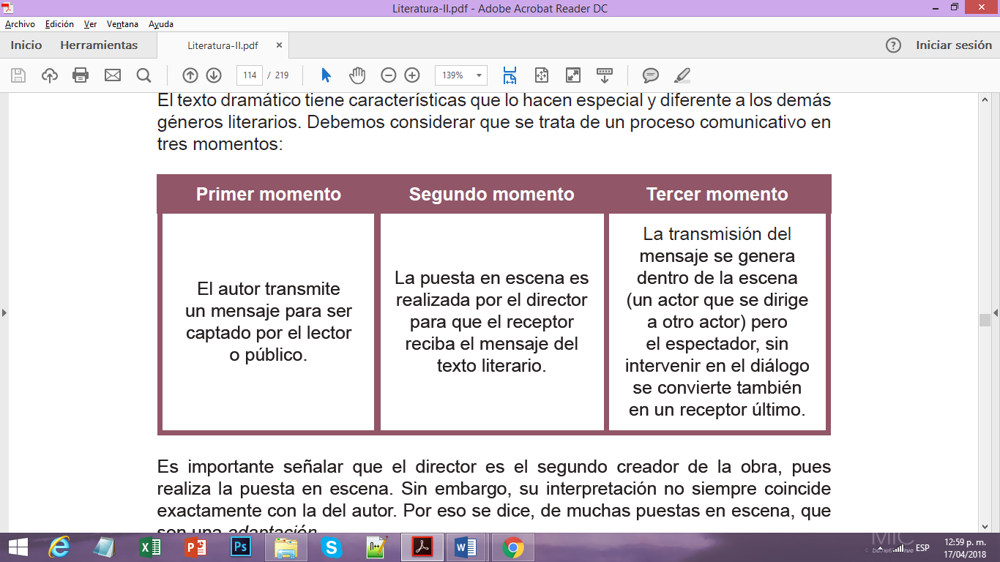 Literatura-II.pdf - Adobe Acrobat Reader DC
Archivo Edición Ver Ventana Ayuda
Inicio Herramientas Literatura-II.pdf × ? Iniciar sesión
114 / 219 139%
El texto dramático tiene características que lo hacen especial y diferente a los demás
géneros literarios. Debemos considerar que se trata de un proceso comunicativo en
tres momentos:
Primer momento
El autor transmite
un mensaje para ser
captado por el lector
o público.
Segundo momento
La puesta en escena es
realizada por el director
para que el receptor
reciba el mensaje del
texto literario.
Tercer momento
La transmisión del
mensaje se genera
dentro de la escena
(un actor que se dirige
a otro actor) pero
el espectador, sin
intervenir en el diálogo
se convierte también
en un receptor último.
Es importante señalar que el director es el segundo creador de la obra, pues
realiza la puesta en escena. Sin embargo, su interpretación no siempre coincide
exactamente con la del autor. Por eso se dice, de muchas puestas en escena, que
son una adaptación
ESP
12:59 p. m.
17/04/2018